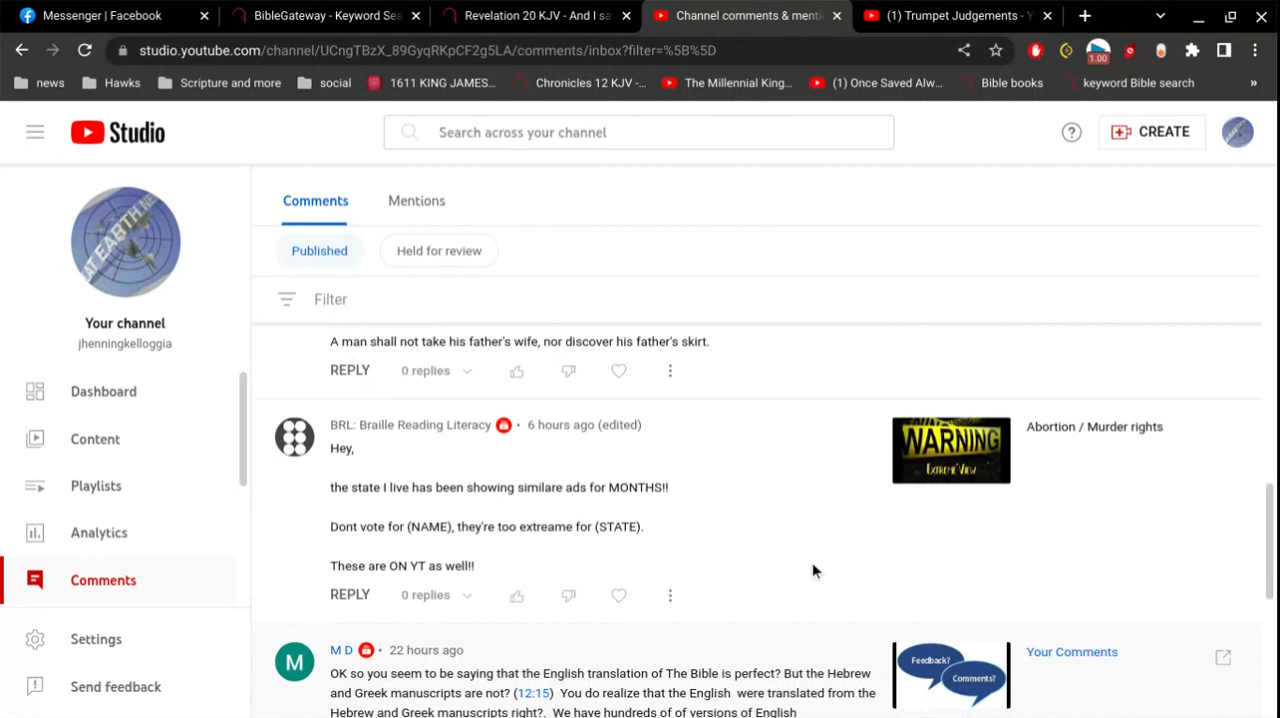 Messenger | Facebook
BibleGateway - Keyword Sea
Revelation 20 KJV - And I sa
Channel comments & menti
(1) Trumpet Judgements - Y
studio.youtube.com/channel/UCngTBzX_89GyqRKpCF2g5LA/comments/inbox?filter=%5B%5D
1.00
news
Hawks
Scripture and more
social
1611 KING JAMES...
Chronicles 12 KJV -...
The Millennial King...
(1) Once Saved Alw...
Bible books
keyword Bible search
»
Studio
Search across your channel
CREATE
AT EARTH NE
Your channel
jhenningkelloggia
Dashboard
Content
Playlists
Analytics
Comments
Settings
Send feedback
Comments
Mentions
Published
Held for review
Filter
A man shall not take his father's wife, nor discover his father's skirt.
REPLY 0 replies
BRL: Braille Reading Literacy • 6 hours ago (edited)
Hey,
the state I live has been showing similare ads for MONTHS!!
Dont vote for (NAME), they're too extreame for (STATE).
These are ON YT as well!!
REPLY 0 replies
WARNING
EXTREME VIEW
Abortion / Murder rights
M
M D • 22 hours ago
OK so you seem to be saying that the English translation of The Bible is perfect? But the Hebrew
and Greek manuscripts are not? (12:15) You do realize that the English were translated from the
Hebrew and Greek manuscripts right?. We have hundreds of of versions of English
Feedback?
Comments?
Your Comments